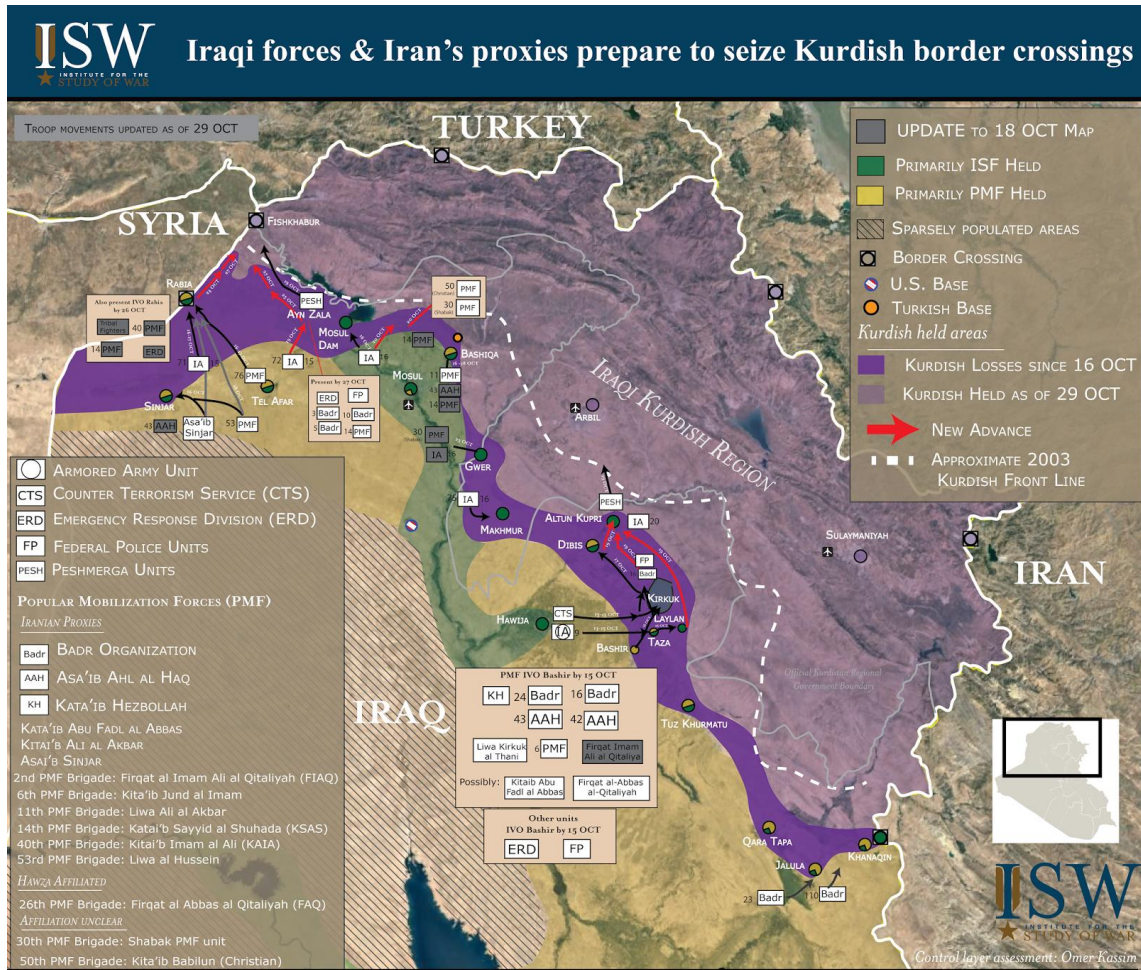 ISW
INSTITUTE FOR THE
STUDY OF WAR
Iraqi forces & Iran's proxies prepare to seize Kurdish border crossings
TROOP MOVEMENTS UPDATED AS OF 29 OCT
TURKEY
SYRIA
IRAN
IRAQ
IRAQI KURDISH REGION
UPDATE TO 18 OCT MAP
PRIMARILY ISF HELD
PRIMARILY PMF HELD
SPARSELY POPULATED AREAS
BORDER CROSSING
U.S. BASE
TURKISH BASE
Kurdish held areas
KURDISH LOSSES SINCE 16 OCT
KURDISH HELD AS OF 29 OCT
NEW ADVANCE
APPROXIMATE 2003
KURDISH FRONT LINE
FISHKHABUR
RABIA
Also present IVO Rabia
by 26 OCT
Tribal
Fighters
40 PMF
14 PMF
ERD
PESH
AYN ZALA
MOSUL
DAM
50 PMF
(Christian)
30 PMF
(Shabak)
14 PMF
BASHIQA
71 IA 15
72 IA 15
IA 16
76 PMF
TEL AFAR
SINJAR
43 AAH
Asa'ib
Sinjar
53 PMF
Present by 27 OCT
ERD
FP
3 Badr
10 Badr
5 Badr
14 PMF
MOSUL
11 PMF
43 AAH
14 PMF
30 PMF
(Shabak)
IA 16
GWER
IA 16
MAKHMUR
ARBIL
PESH
ALTUN KUPRI
IA 20
DIBIS
FP
16 Badr
KIRKUK
LAYLAN
TAZA
BASHIR
HAWIJA
CTS
IA 9
SULAYMANIYAH
TUZ KHURMATU
Official Kurdistan Regional
Government Boundary
QARA TAPA
JALULA
KHANAQIN
23 Badr
110 Badr
PMF IVO Bashir by 15 OCT
KH
24 Badr
16 Badr
43 AAH
42 AAH
Liwa Kirkuk
al Thani
6 PMF
Firqat Imam
Ali al Qitaliya
Possibly:
Kitaib Abu
Fadl al Abbas
Firqat al-Abbas
al-Qitaliyah
Other units
IVO Bashir by 15 OCT
ERD
FP
ARMORED ARMY UNIT
CTS COUNTER TERRORISM SERVICE (CTS)
ERD EMERGENCY RESPONSE DIVISION (ERD)
FP FEDERAL POLICE UNITS
PESH PESHMERGA UNITS
POPULAR MOBILIZATION FORCES (PMF)
IRANIAN PROXIES
Badr BADR ORGANIZATION
AAH ASA'IB AHL AL HAQ
KH KATA'IB HEZBOLLAH
KATA'IB ABU FADL AL ABBAS
KITAI'B ALI AL AKBAR
ASAI'B SINJAR
2nd PMF Brigade: Firqat al Imam Ali al Qitaliyah (FIAQ)
6th PMF Brigade: Kita'ib Jund al Imam
11th PMF Brigade: Liwa Ali al Akbar
14th PMF Brigade: Katai'b Sayyid al Shuhada (KSAS)
40th PMF Brigade: Kitai'b Imam al Ali (KAIA)
53rd PMF Brigade: Liwa al Hussein
HAWZA AFFILIATED
26th PMF Brigade: Firqat al Abbas al Qitaliyah (FAQ)
AFFILIATION UNCLEAR
30th PMF Brigade: Shabak PMF unit
50th PMF Brigade: Kita'ib Babilun (Christian)
ISW
INSTITUTE FOR THE
STUDY OF WAR
Control layer assessment: Omer Kassim